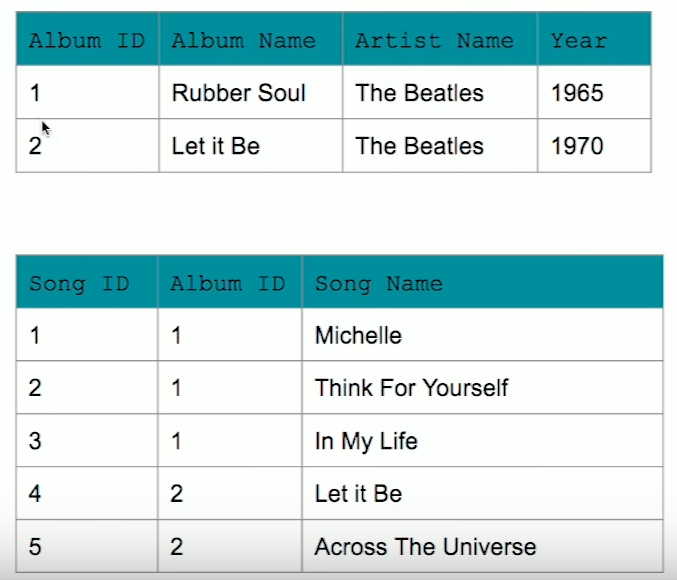 Album ID Album Name Artist Name Year
1 Rubber Soul The Beatles 1965
2 Let it Be The Beatles 1970
Song ID Album ID Song Name
1 1 Michelle
2 1 Think For Yourself
3 1 In My Life
4 2 Let it Be
5 2 Across The Universe